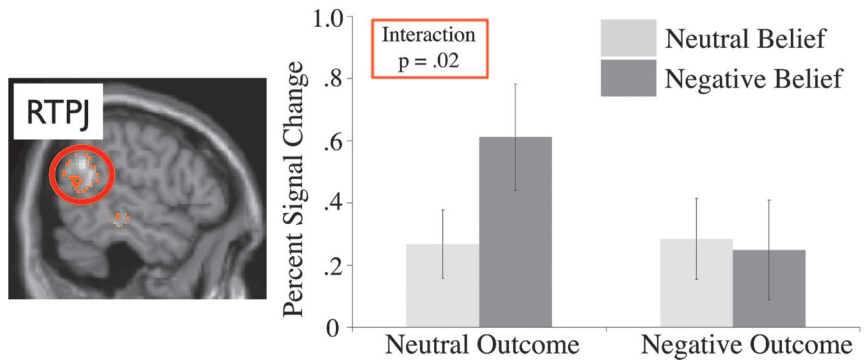 RTPJ
Percent Signal Change
1.0
.8
.6
.4
.2
0
Interaction
p = .02
Neutral Belief
Negative Belief
Neutral Outcome
Negative Outcome